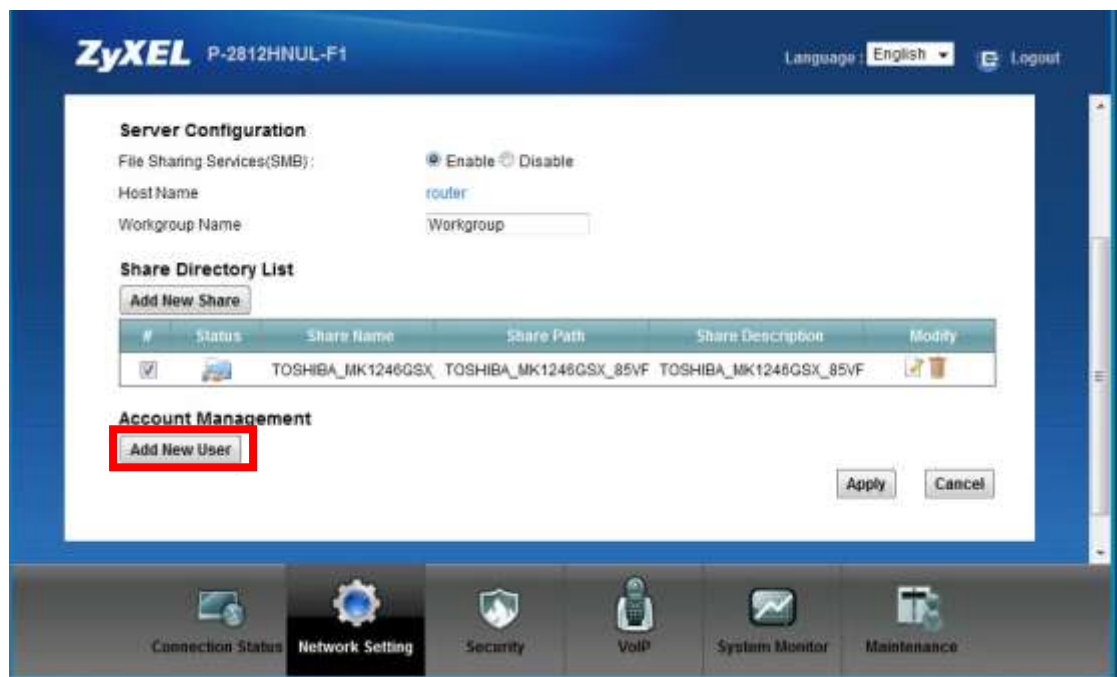 ZyXEL P-2812HNUL-F1 Language : English Logout
Server Configuration
File Sharing Services(SMB) : Enable Disable
Host Name router
Workgroup Name Workgroup
Share Directory List
Add New Share
# Status Share Name Share Path Share Description Modify
TOSHIBA_MK1246GSX_ TOSHIBA_MK1246GSX_85VF TOSHIBA_MK1246GSX_85VF
Account Management
Add New User
Apply Cancel
Connection Status Network Setting Security VoIP System Monitor Maintenance